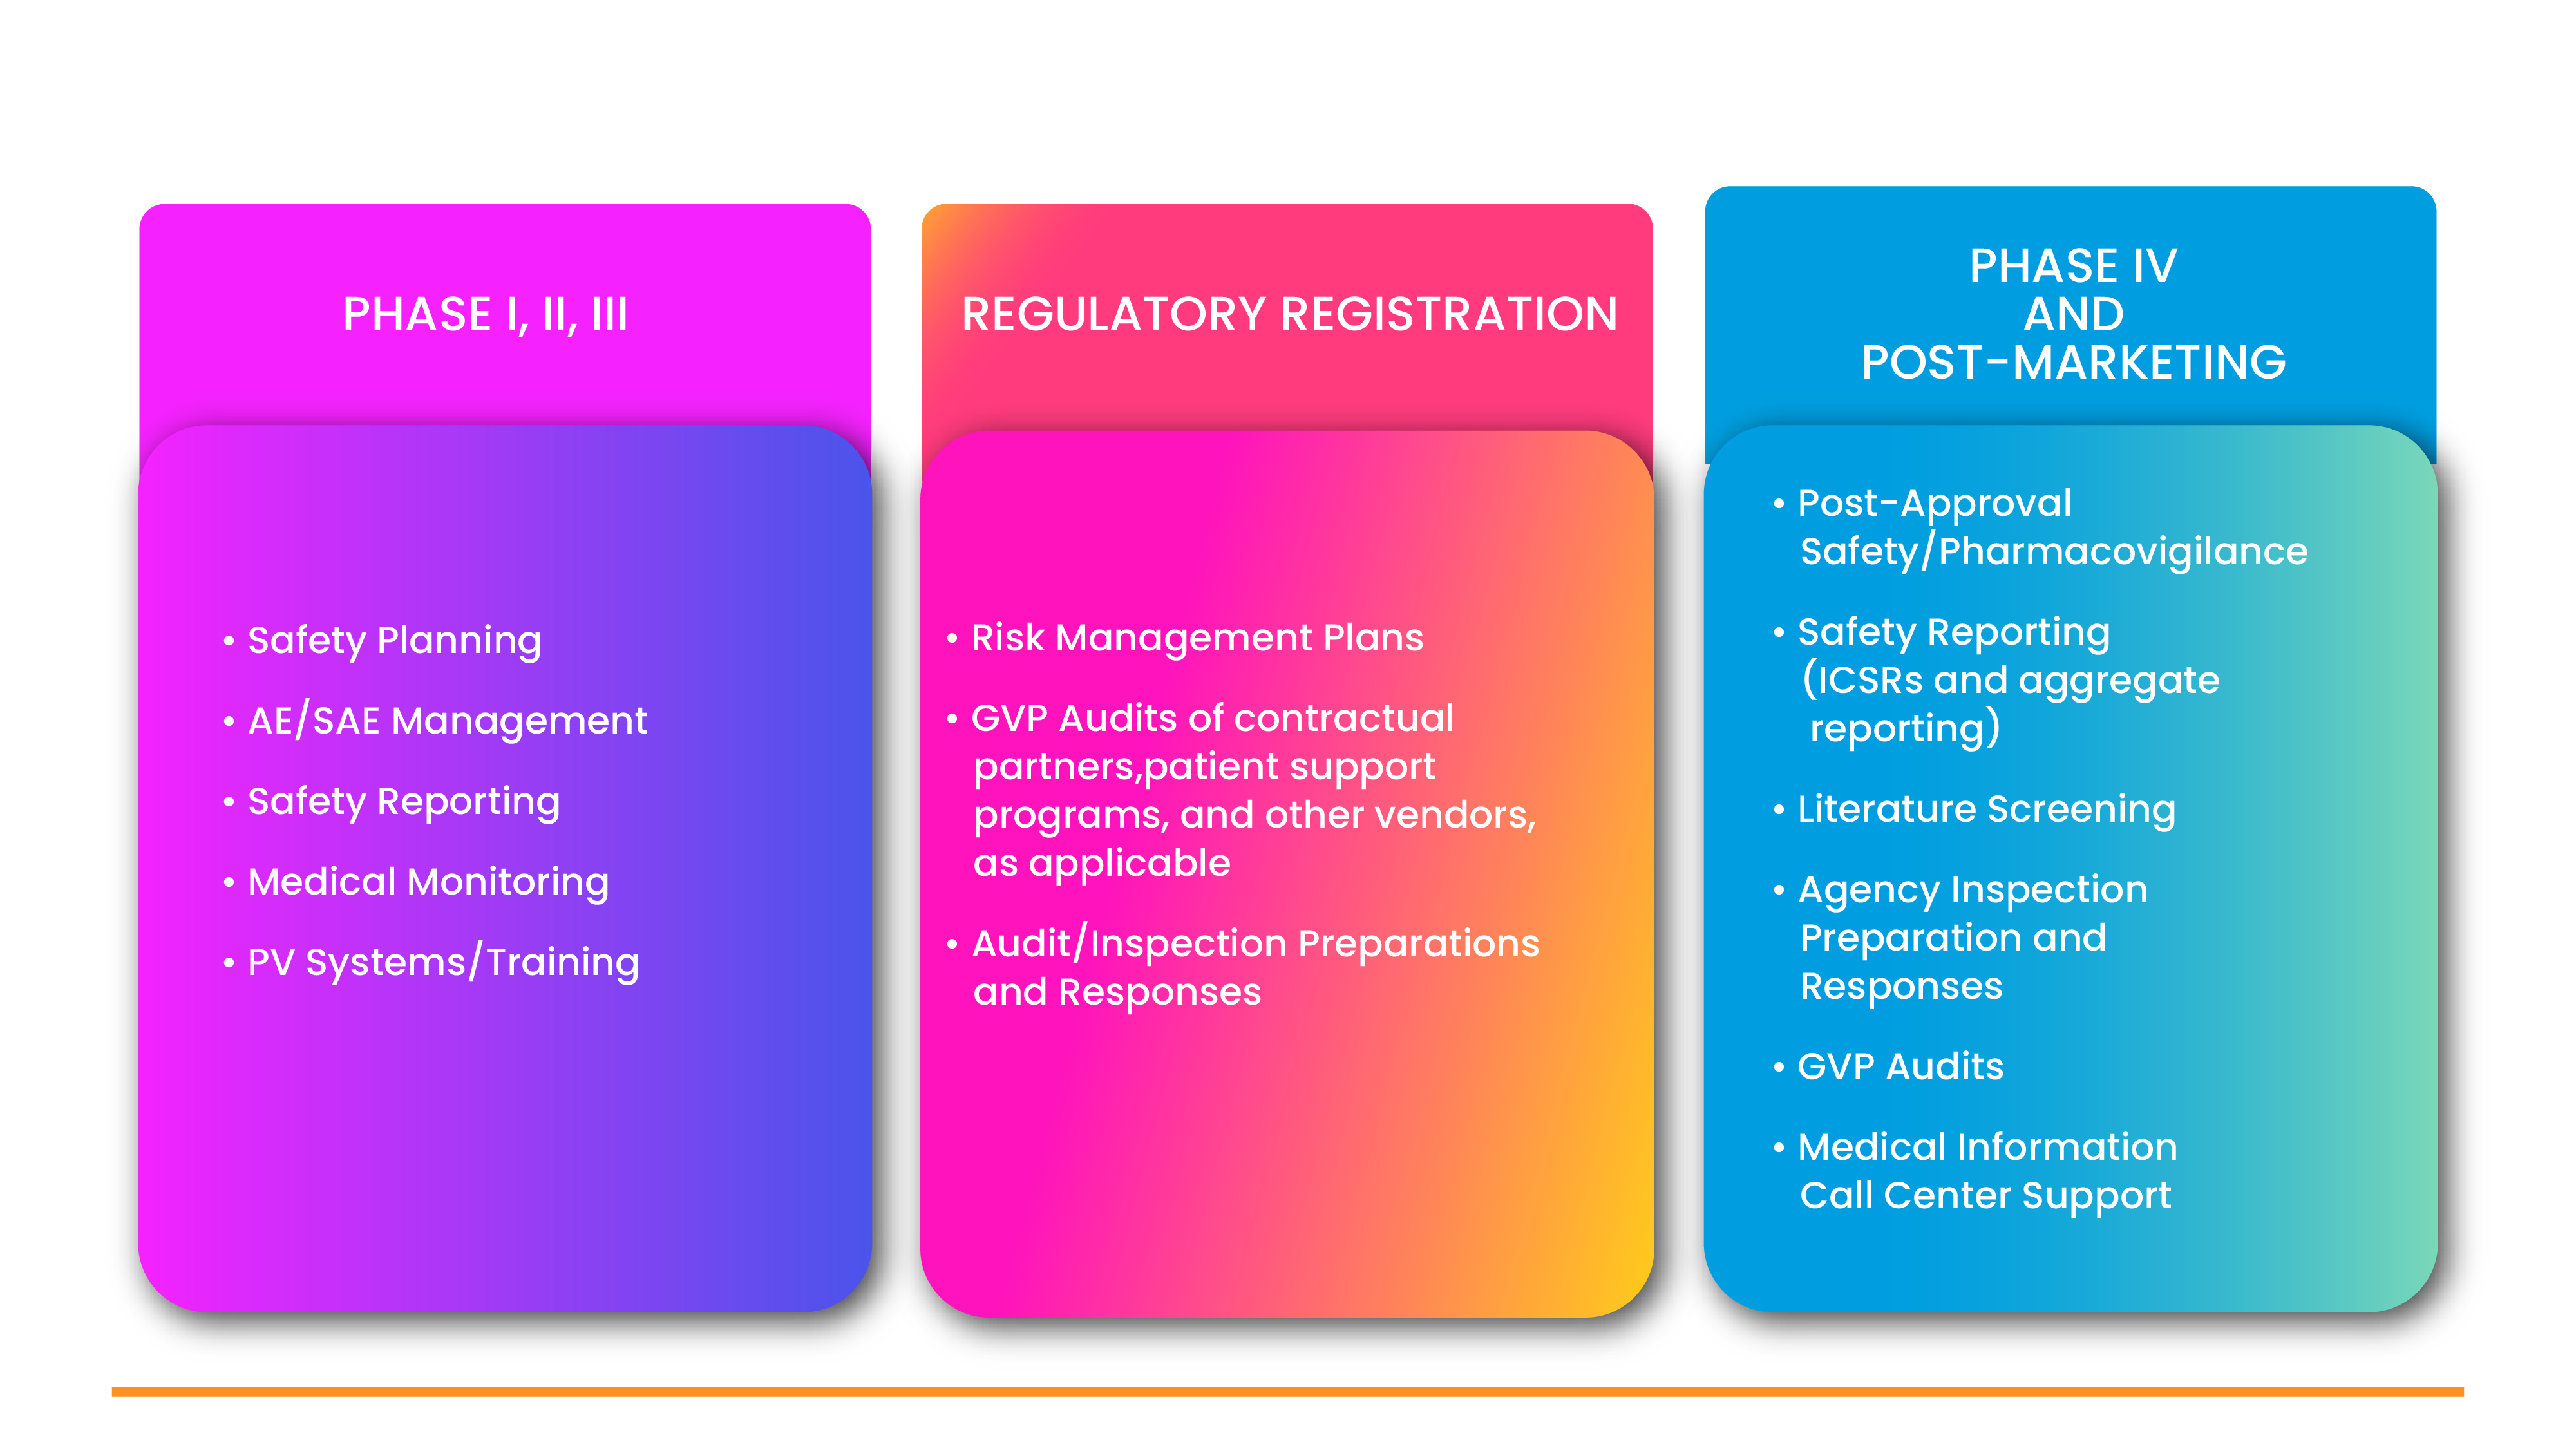 PHASE I, II, III
• Safety Planning
• AE/SAE Management
• Safety Reporting
• Medical Monitoring
• PV Systems/Training
REGULATORY REGISTRATION
• Risk Management Plans
• GVP Audits of contractual
partners,patient support
programs, and other vendors,
as applicable
• Audit/Inspection Preparations
and Responses
PHASE IV
AND
POST-MARKETING
• Post-Approval
Safety/Pharmacovigilance
• Safety Reporting
(ICSRs and aggregate
reporting)
• Literature Screening
• Agency Inspection
Preparation and
Responses
• GVP Audits
• Medical Information
Call Center Support